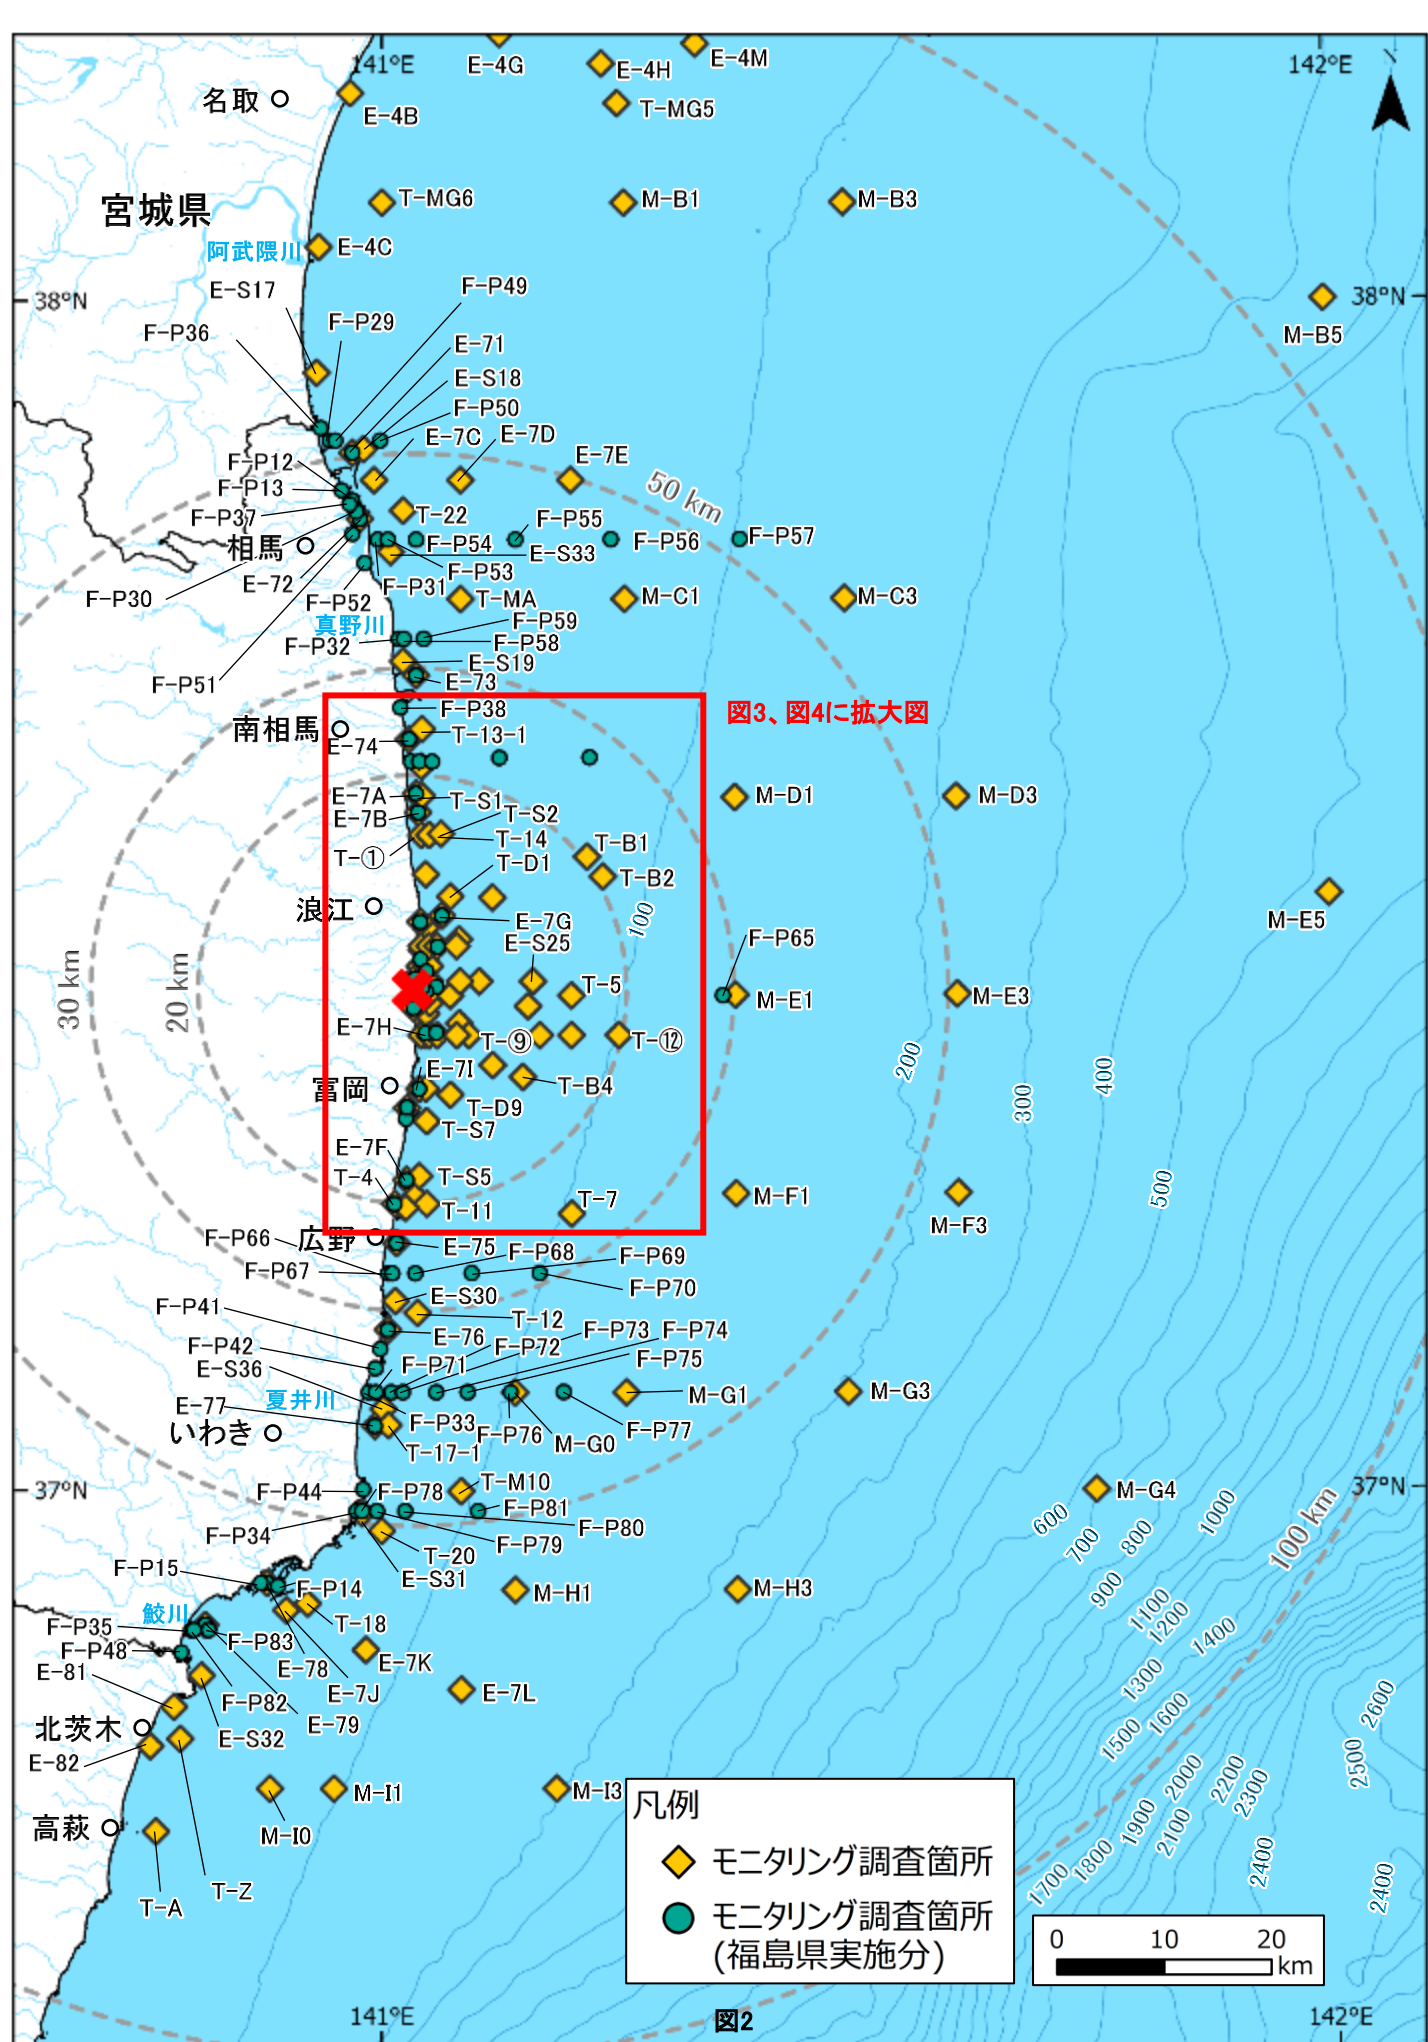 141°E
142°E
E-4G
E-4H
E-4M
N
名取
E-4B
T-MG5
宮城県
T-MG6
M-B1
M-B3
阿武隈川
E-4C
E-S17
38°N
38°N
F-P49
F-P29
F-P36
E-71
M-B5
E-S18
F-P50
E-7C
E-7D
E-7E
F-P12
F-P13
50 km
F-P37
T-22
F-P55
相馬
F-P54
F-P56
F-P57
E-S33
E-72
F-P53
F-P31
F-P30
F-P52
T-MA
M-C1
M-C3
真野川
F-P59
F-P32
F-P58
E-S19
F-P51
E-73
F-P38
図3、図4に拡大図
南相馬
T-13-1
E-74
E-7A
T-S1
M-D1
M-D3
E-7B
T-S2
T-14
T-①
T-B1
T-D1
T-B2
浪江
100
E-7G
M-E5
E-S25
F-P65
30 km
20 km
T-5
M-E1
M-E3
E-7H
T-⑨
T-⑫
200
E-7I
富岡
T-B4
400
300
T-D9
T-S7
E-7F
T-4
T-S5
500
T-7
M-F1
T-11
M-F3
F-P66
広野
E-75
F-P68
F-P69
F-P67
F-P70
E-S30
F-P41
T-12
F-P73
F-P74
E-76
F-P42
F-P72
F-P75
E-S36
F-P71
夏井川
M-G1
M-G3
E-77
F-P33
F-P76
F-P77
いわき
T-17-1
M-G0
T-M10
37°N
37°N
F-P44
F-P78
M-G4
F-P81
F-P34
F-P80
F-P79
600
700
800
1000
100 km
T-20
F-P15
E-S31
F-P14
M-H1
M-H3
900
鮫川
T-18
1100
1200
F-P35
F-P83
1400
F-P48
E-78
E-7K
E-81
E-7J
1300
F-P82
E-7L
2600
北茨木
E-79
1600
E-S32
1500
E-82
2500
2000
M-I1
M-I3
2200
2300
高萩
M-I0
凡例
1900
2100
モニタリング調査箇所
1800
2400
1700
2400
T-Z
T-A
モニタリング調査箇所
(福島県実施分)
0
10
20
km
141°E
図2
142°E